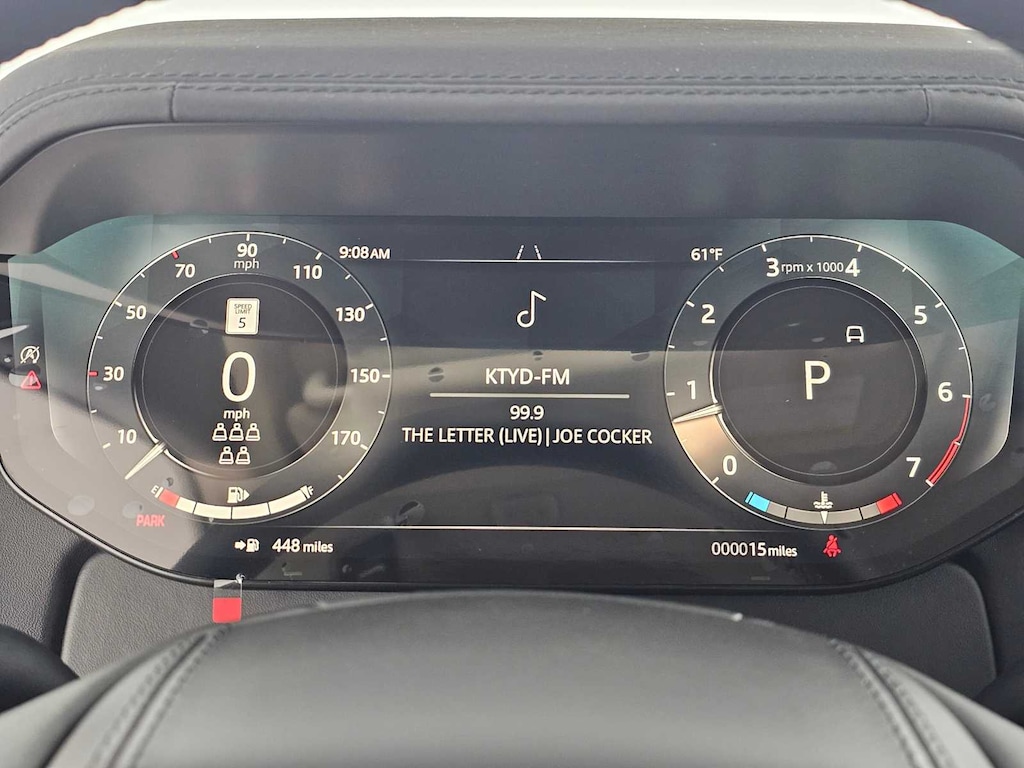 9:08 AM
61°F
90
mph
70
110
50
130
30
150
10
170
SPEED
LIMIT
5
0
mph
E
F
PARK
448 miles
KTYD-FM
99.9
THE LETTER (LIVE) | JOE COCKER
3 rpm x 1000 4
2
5
1
6
0
7
P
000015 miles